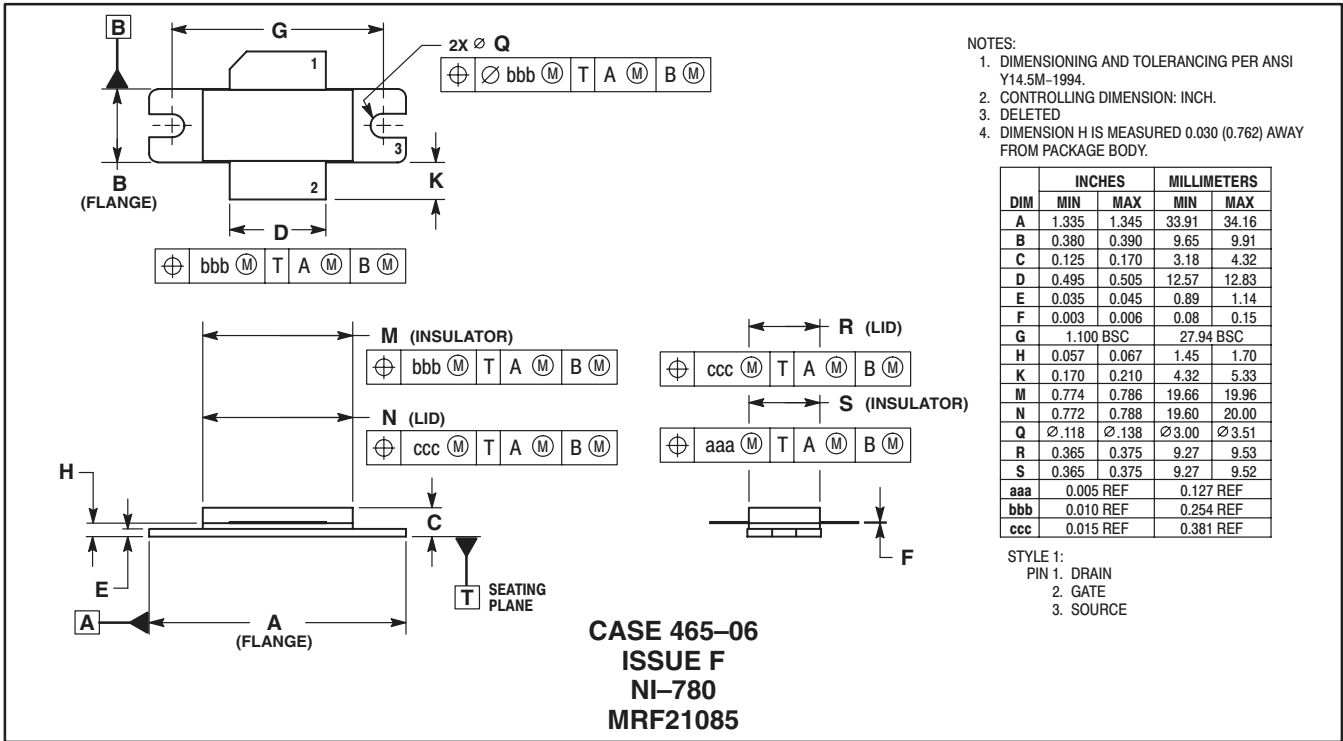 B
G
2X ∅ Q
⌖ ∅ bbb Ⓜ T A Ⓜ B Ⓜ
1
3
2
B
(FLANGE)
K
D
⌖ bbb Ⓜ T A Ⓜ B Ⓜ
M (INSULATOR)
⌖ bbb Ⓜ T A Ⓜ B Ⓜ
N (LID)
⌖ ccc Ⓜ T A Ⓜ B Ⓜ
R (LID)
⌖ ccc Ⓜ T A Ⓜ B Ⓜ
S (INSULATOR)
⌖ aaa Ⓜ T A Ⓜ B Ⓜ
H
C
E
F
T SEATING
PLANE
A
A
(FLANGE)
NOTES:
1. DIMENSIONING AND TOLERANCING PER ANSI
Y14.5M–1994.
2. CONTROLLING DIMENSION: INCH.
3. DELETED
4. DIMENSION H IS MEASURED 0.030 (0.762) AWAY
FROM PACKAGE BODY.
INCHES MILLIMETERS
DIM MIN MAX MIN MAX
A 1.335 1.345 33.91 34.16
B 0.380 0.390 9.65 9.91
C 0.125 0.170 3.18 4.32
D 0.495 0.505 12.57 12.83
E 0.035 0.045 0.89 1.14
F 0.003 0.006 0.08 0.15
G 1.100 BSC 27.94 BSC
H 0.057 0.067 1.45 1.70
K 0.170 0.210 4.32 5.33
M 0.774 0.786 19.66 19.96
N 0.772 0.788 19.60 20.00
Q ∅.118 ∅.138 ∅3.00 ∅3.51
R 0.365 0.375 9.27 9.53
S 0.365 0.375 9.27 9.52
aaa 0.005 REF 0.127 REF
bbb 0.010 REF 0.254 REF
ccc 0.015 REF 0.381 REF
STYLE 1:
PIN 1. DRAIN
2. GATE
3. SOURCE
CASE 465–06
ISSUE F
NI–780
MRF21085